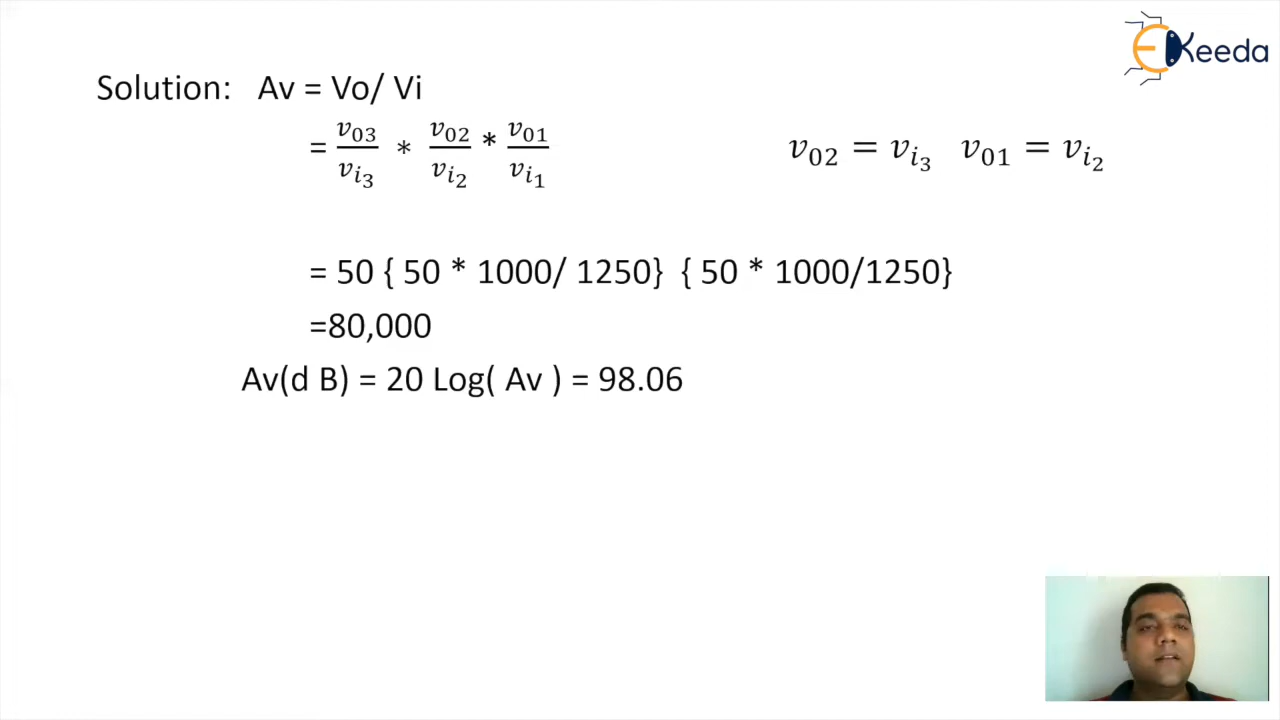 EKeeda
Solution: Av = Vo/ Vi
= v03/vi3 * v02/vi2 * v01/vi1
v02 = vi3 v01 = vi2
= 50 { 50 * 1000/ 1250} { 50 * 1000/1250}
=80,000
Av(d B) = 20 Log( Av ) = 98.06